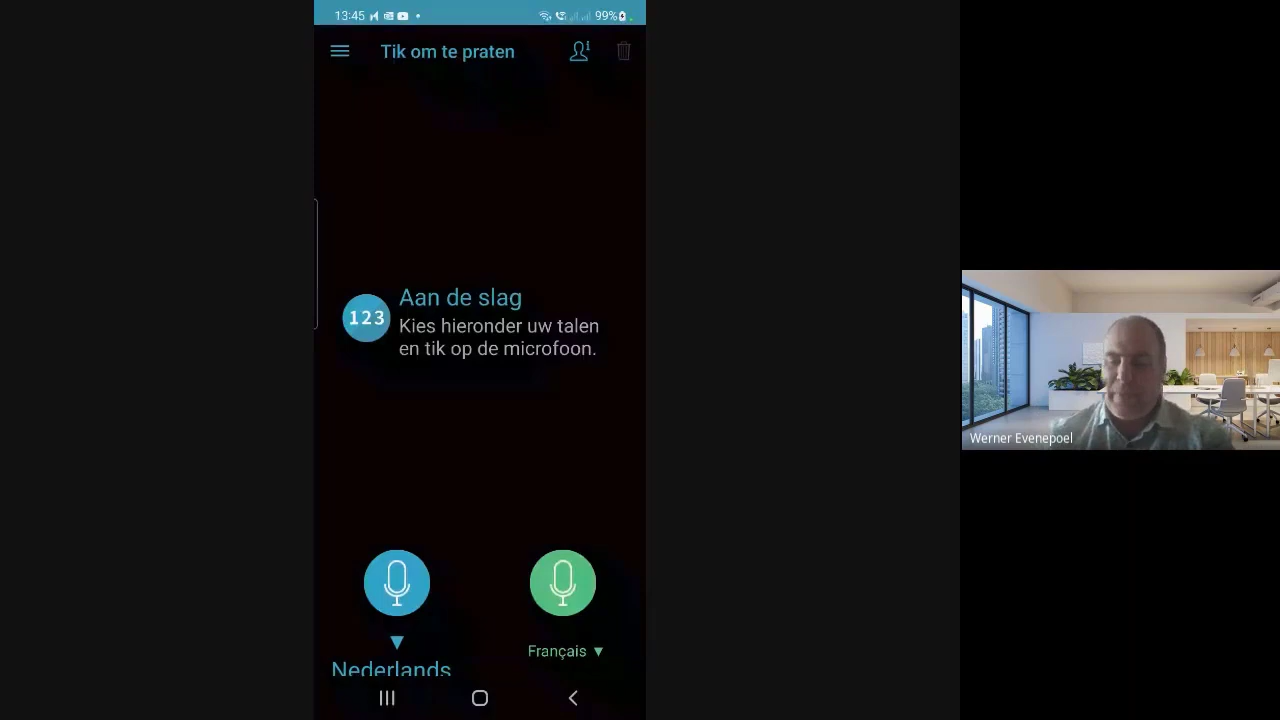 13:45
99%
Tik om te praten
123
Aan de slag
Kies hieronder uw talen
en tik op de microfoon.
Nederlands
Français
Werner Evenepoel